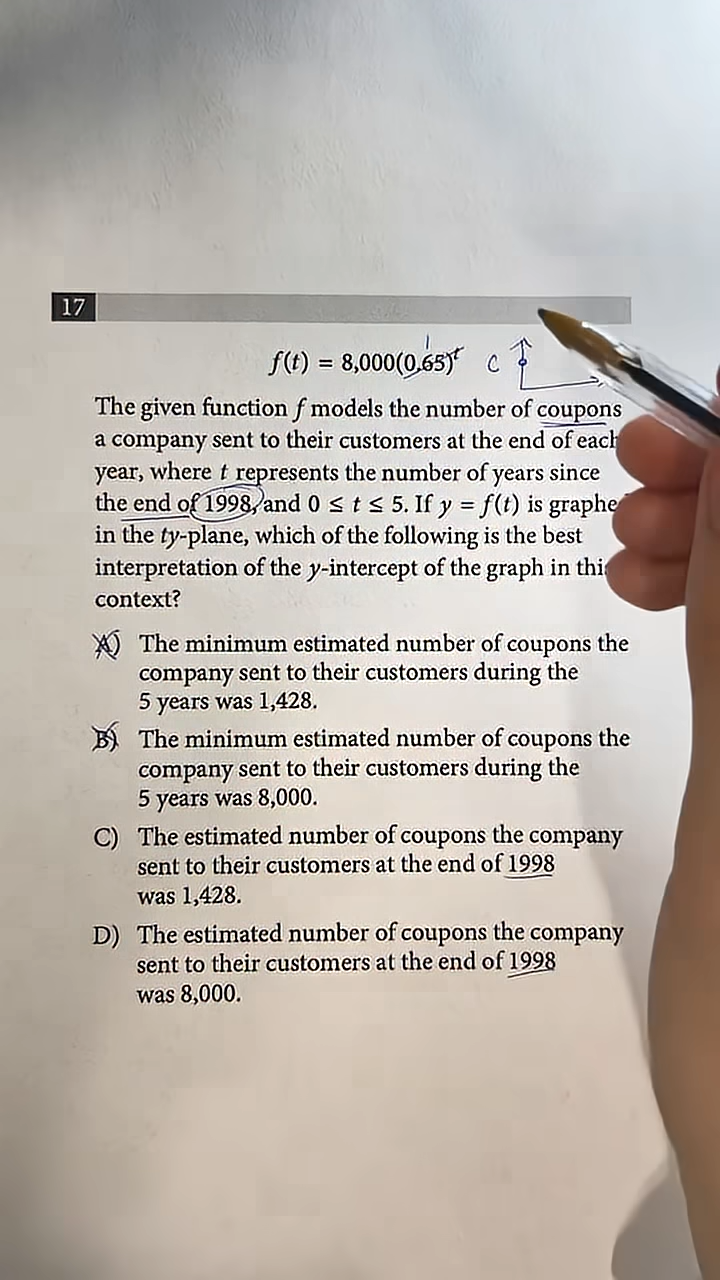 17
f(t) = 8,000(0.65)^t C
The given function f models the number of coupons
a company sent to their customers at the end of each
year, where t represents the number of years since
the end of 1998, and 0 ≤ t ≤ 5. If y = f(t) is graphe
in the ty-plane, which of the following is the best
interpretation of the y-intercept of the graph in this
context?
A) The minimum estimated number of coupons the
company sent to their customers during the
5 years was 1,428.
B) The minimum estimated number of coupons the
company sent to their customers during the
5 years was 8,000.
C) The estimated number of coupons the company
sent to their customers at the end of 1998
was 1,428.
D) The estimated number of coupons the company
sent to their customers at the end of 1998
was 8,000.